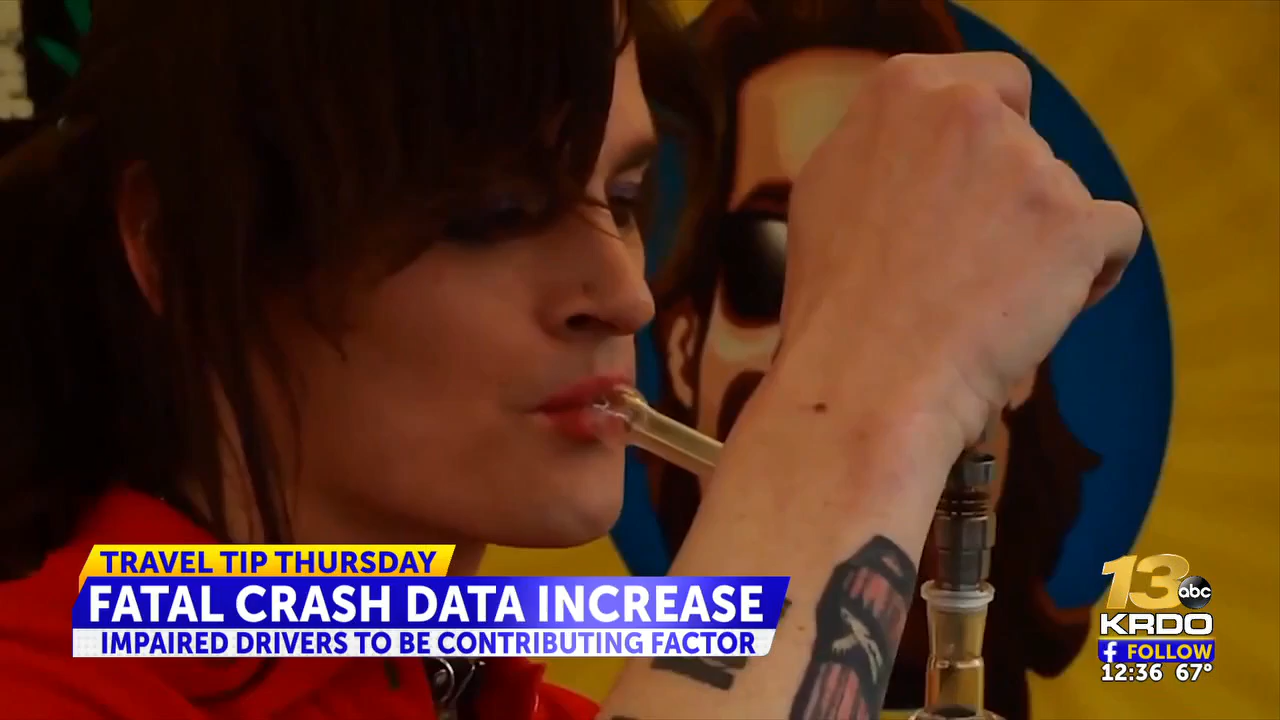 TRAVEL TIP THURSDAY
FATAL CRASH DATA INCREASE
IMPAIRED DRIVERS TO BE CONTRIBUTING FACTOR
13 abc
KRDO
f FOLLOW
12:36 67°